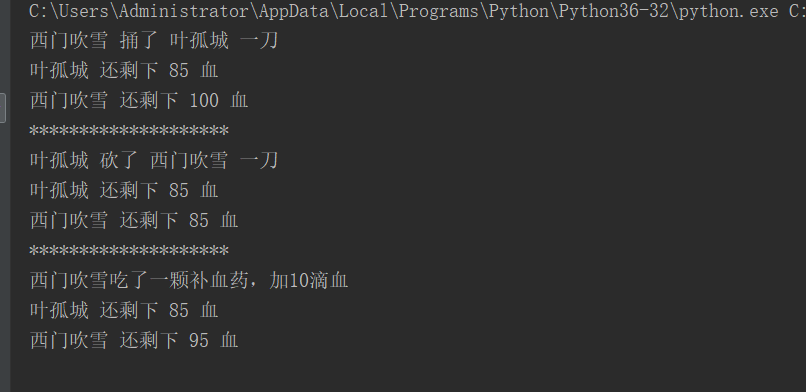 C:\Users\Administrator\AppData\Local\Programs\Python\Python36-32\python.exe C:
西门吹雪 捅了 叶孤城 一刀
叶孤城 还剩下 85 血
西门吹雪 还剩下 100 血
********************
叶孤城 砍了 西门吹雪 一刀
叶孤城 还剩下 85 血
西门吹雪 还剩下 85 血
********************
西门吹雪吃了一颗补血药，加10滴血
叶孤城 还剩下 85 血
西门吹雪 还剩下 95 血